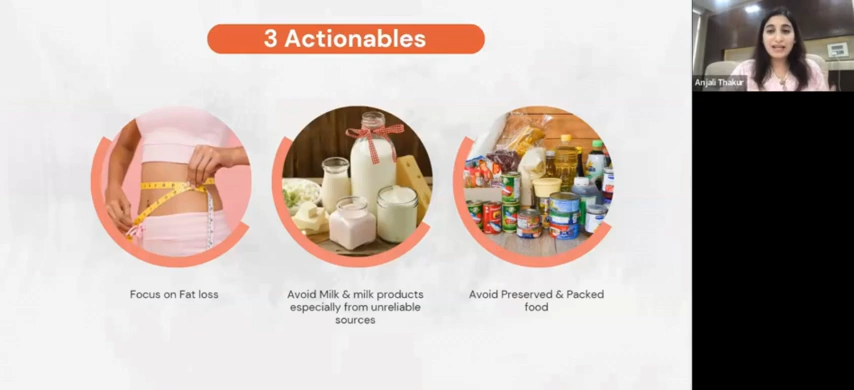 3 Actionables
Anjali Thakur
Focus on Fat loss
Avoid Milk & milk products
especially from unreliable
sources
Avoid Preserved & Packed
food